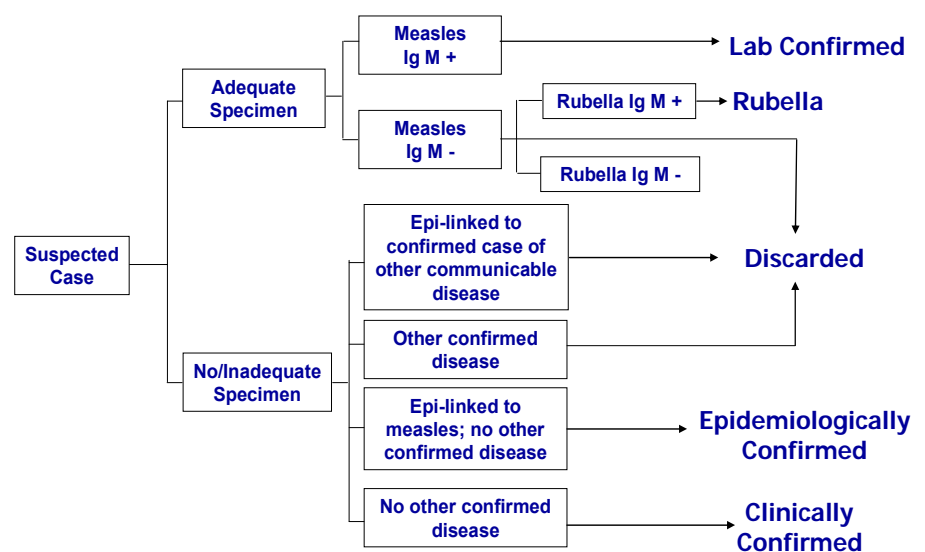 Measles
Ig M +
Lab Confirmed
Adequate
Specimen
Rubella Ig M +
Rubella
Measles
Ig M -
Rubella Ig M -
Suspected
Case
Epi-linked to
confirmed case of
other communicable
disease
Discarded
Other confirmed
disease
No/Inadequate
Specimen
Epi-linked to
measles; no other
confirmed disease
Epidemiologically
Confirmed
No other confirmed
disease
Clinically
Confirmed